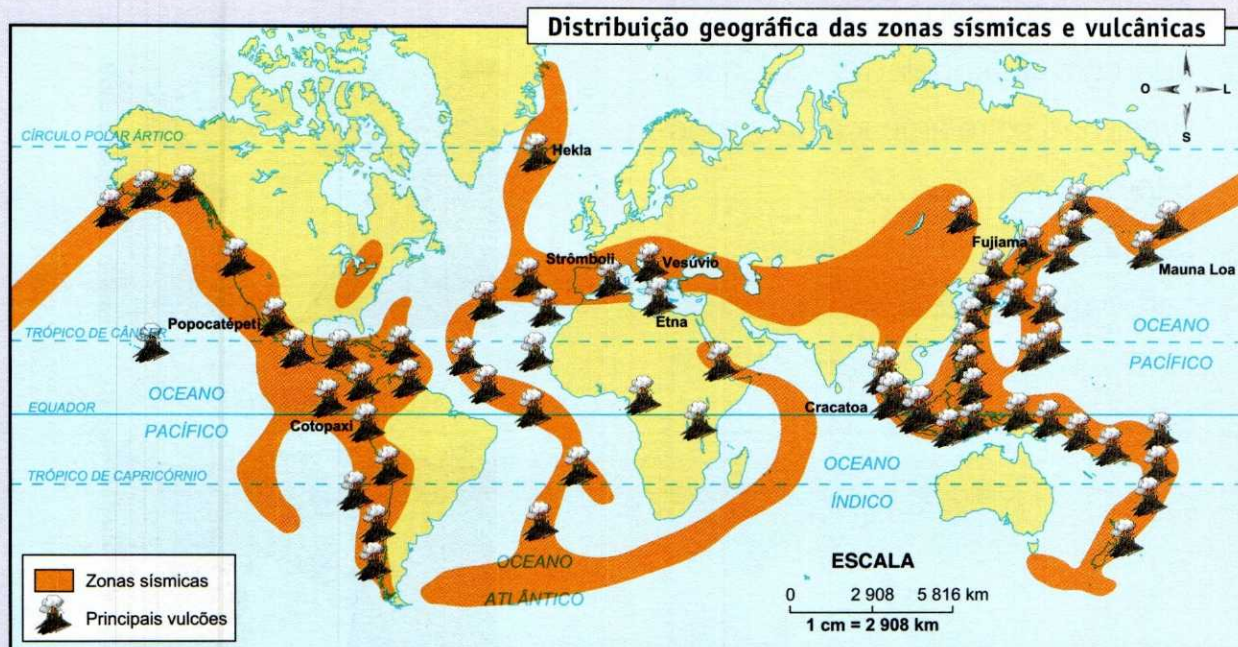 Distribuição geográfica das zonas sísmicas e vulcânicas
O
L
S
CÍRCULO POLAR ÁRTICO
Hekla
Strômboli
Vesúvio
Fujiama
Mauna Loa
Popocatépetl
Etna
TRÓPICO DE CÂNCER
OCEANO
PACÍFICO
OCEANO
PACÍFICO
EQUADOR
Cotopaxi
Cracatoa
TRÓPICO DE CAPRICÓRNIO
OCEANO
ÍNDICO
OCEANO
ATLÂNTICO
Zonas sísmicas
Principais vulcões
ESCALA
0 2 908 5 816 km
1 cm = 2 908 km